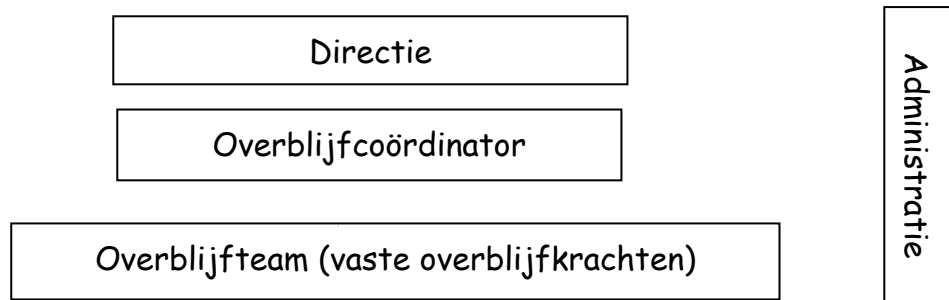 Directie
Overblijfcoördinator
Overblijfteam (vaste overblijfkrachten)
Administratie